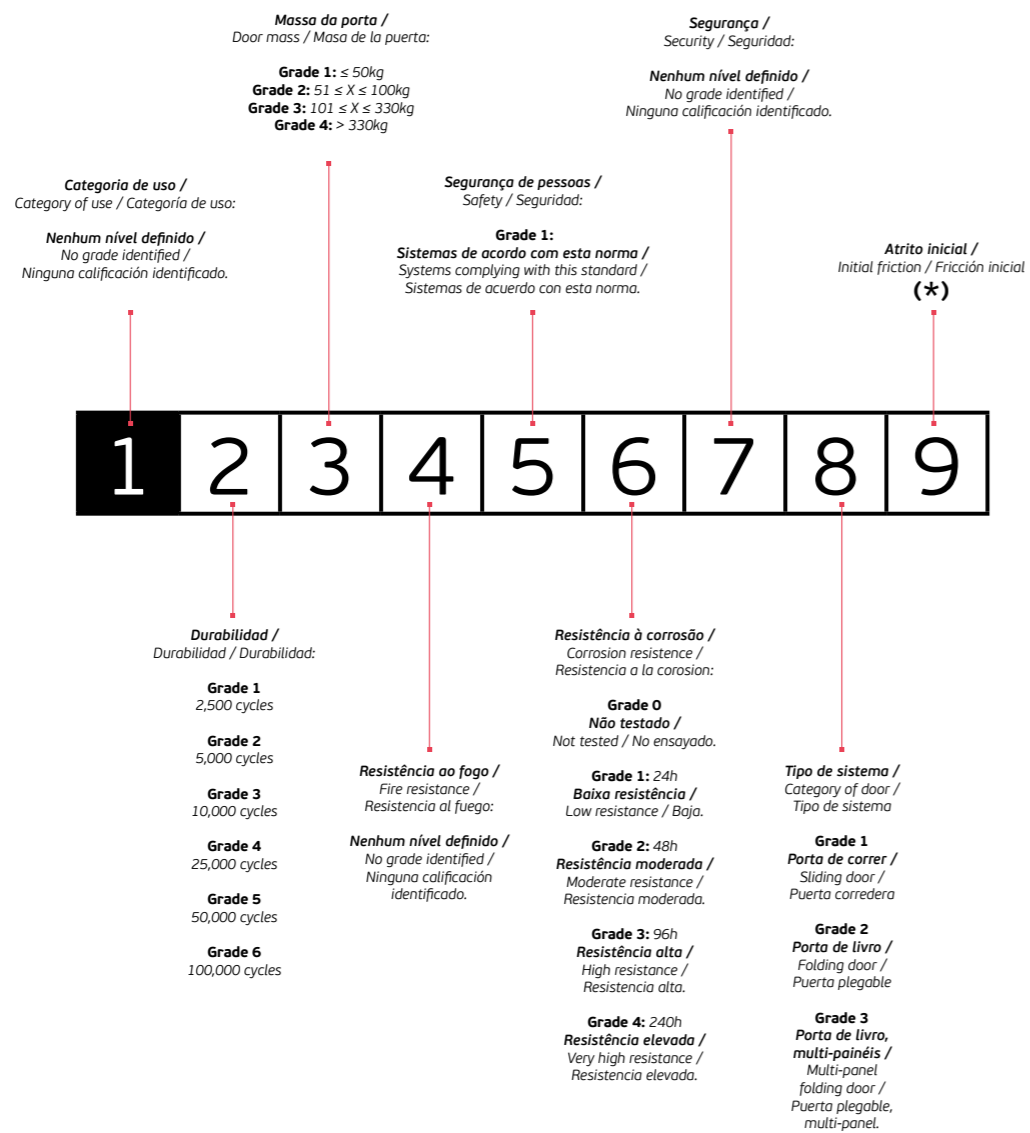 Massa da porta /
Door mass / Masa de la puerta:
Grade 1: ≤ 50kg
Grade 2: 51 ≤ X ≤ 100kg
Grade 3: 101 ≤ X ≤ 330kg
Grade 4: > 330kg
Segurança /
Security / Seguridad:
Nenhum nível definido /
No grade identified /
Ninguna calificación identificado.
Categoria de uso /
Category of use / Categoría de uso:
Nenhum nível definido /
No grade identified /
Ninguna calificación identificado.
Segurança de pessoas /
Safety / Seguridad:
Grade 1:
Sistemas de acordo com esta norma /
Systems complying with this standard /
Sistemas de acuerdo con esta norma.
Atrito inicial /
Initial friction / Fricción inicial
(*)
1 2 3 4 5 6 7 8 9
Durabilidad /
Durabilidad / Durabilidad:
Grade 1
2,500 cycles
Grade 2
5,000 cycles
Grade 3
10,000 cycles
Grade 4
25,000 cycles
Grade 5
50,000 cycles
Grade 6
100,000 cycles
Resistência ao fogo /
Fire resistance /
Resistencia al fuego:
Nenhum nível definido /
No grade identified /
Ninguna calificación
identificado.
Resistência à corrosão /
Corrosion resistence /
Resistencia a la corosion:
Grade 0
Não testado /
Not tested / No ensayado.
Grade 1: 24h
Baixa resistência /
Low resistance / Baja.
Grade 2: 48h
Resistência moderada /
Moderate resistance /
Resistencia moderada.
Grade 3: 96h
Resistência alta /
High resistance /
Resistencia alta.
Grade 4: 240h
Resistência elevada /
Very high resistance /
Resistencia elevada.
Tipo de sistema /
Category of door /
Tipo de sistema
Grade 1
Porta de correr /
Sliding door /
Puerta corredera
Grade 2
Porta de livro /
Folding door /
Puerta plegable
Grade 3
Porta de livro,
multi-painéis /
Multi-panel
folding door /
Puerta plegable,
multi-panel.